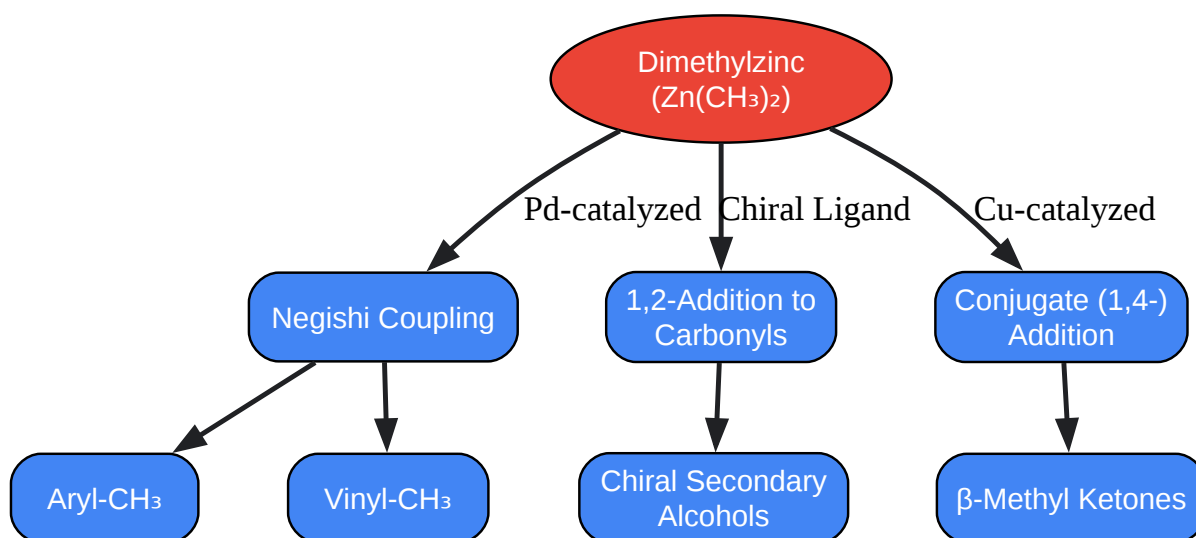 Dimethylzinc
(Zn(CH₃)₂)
Pd-catalyzed
Chiral Ligand
Cu-catalyzed
Negishi Coupling
1,2-Addition to
Carbonyls
Conjugate (1,4-)
Addition
Aryl-CH₃
Vinyl-CH₃
Chiral Secondary
Alcohols
β-Methyl Ketones